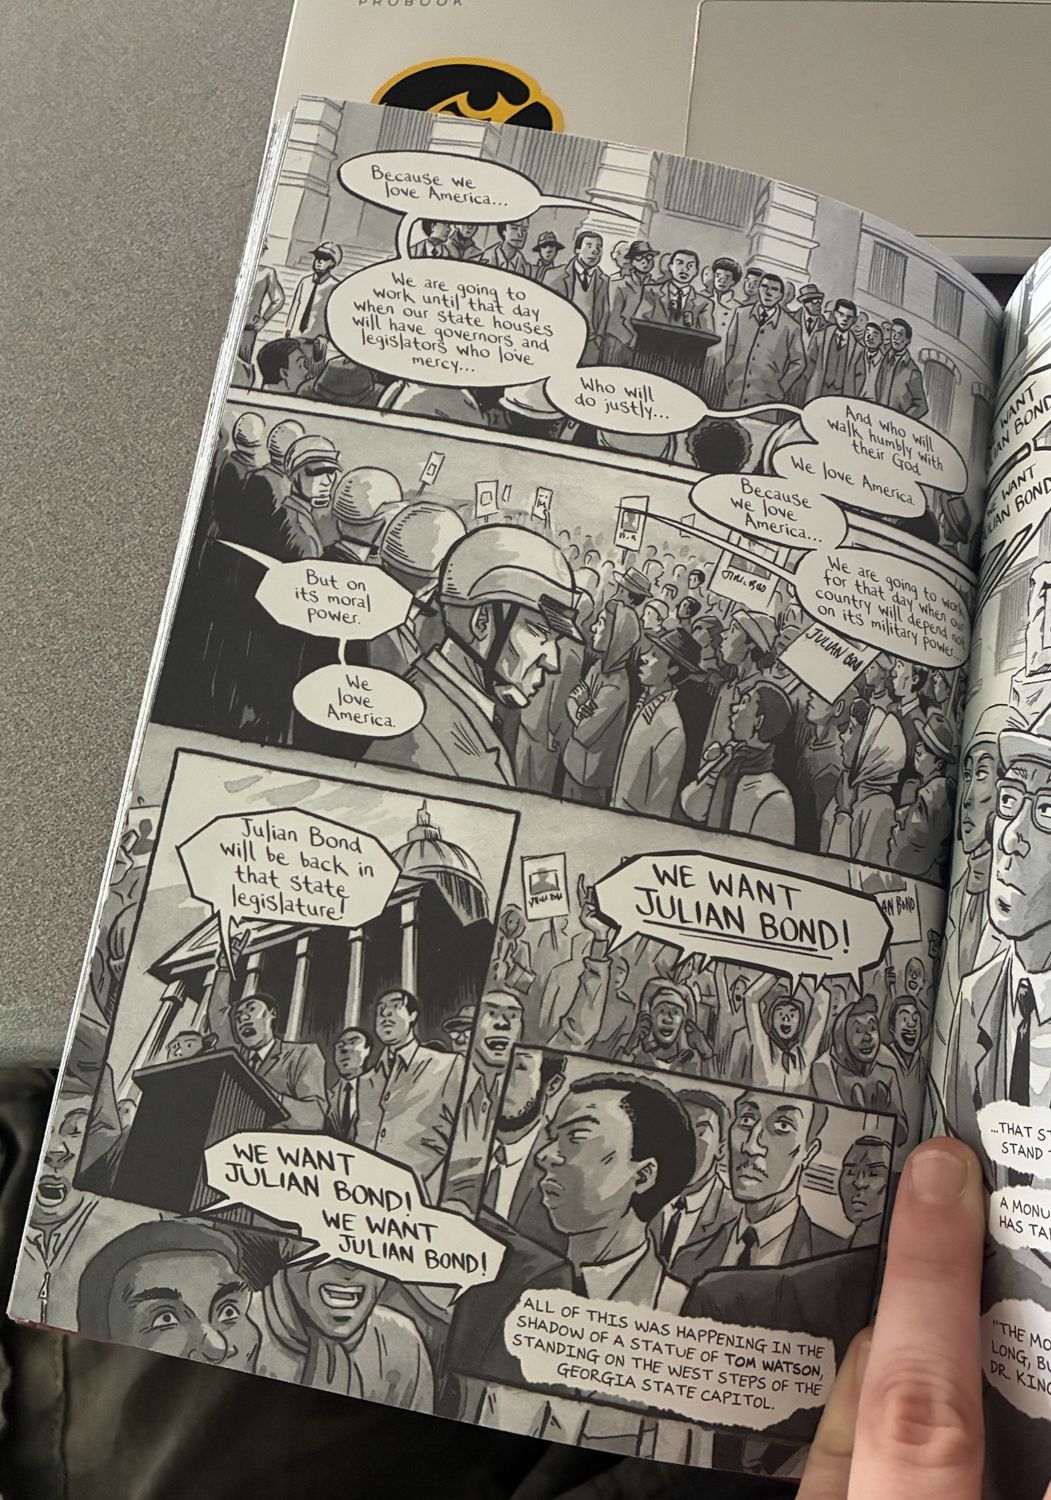 PROBOOK
Because we
love America...
We are going to
work until that day
when our state houses
will have governors and
legislators who love
mercy...
Who will
do justly...
And who will
walk humbly with
their God.
We love America.
Because
we love
America...
We are going to work
for that day when our
country will depend not
on its military power...
JULIAN BOND
But on
its moral
power.
We
love
America.
Julian Bond
will be back in
that state
legislature!
WE WANT
JULIAN BOND!
AN BOND
WE WANT
JULIAN BOND!
WE WANT
JULIAN BOND!
ALL OF THIS WAS HAPPENING IN THE
SHADOW OF A STATUE OF TOM WATSON,
STANDING ON THE WEST STEPS OF THE
GEORGIA STATE CAPITOL.
WANT
BOND
WE WANT
JULIAN BOND
...THAT ST
STAND
A MONU
HAS TA
"THE MO
LONG, BU
DR. KING